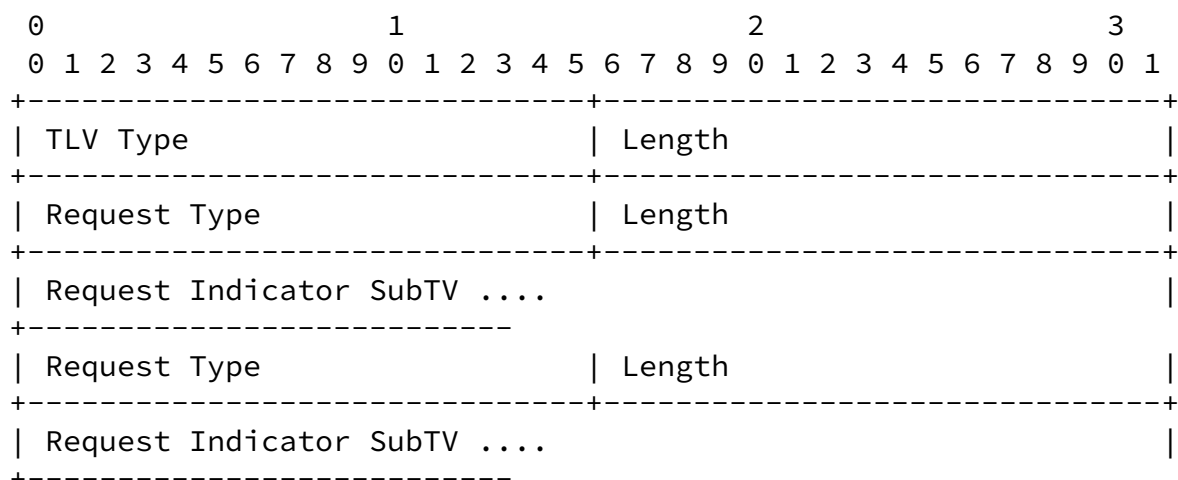 0                   1                   2                   3
0 1 2 3 4 5 6 7 8 9 0 1 2 3 4 5 6 7 8 9 0 1 2 3 4 5 6 7 8 9 0 1
+-------------------------------+-------------------------------+
| TLV Type                      | Length                        |
+-------------------------------+-------------------------------+
| Request Type                  | Length                        |
+-------------------------------+-------------------------------+
| Request Indicator SubTV ....                                  |
+---------------------------
| Request Type                  | Length                        |
+-------------------------------+-------------------------------+
| Request Indicator SubTV ....                                  |
+---------------------------